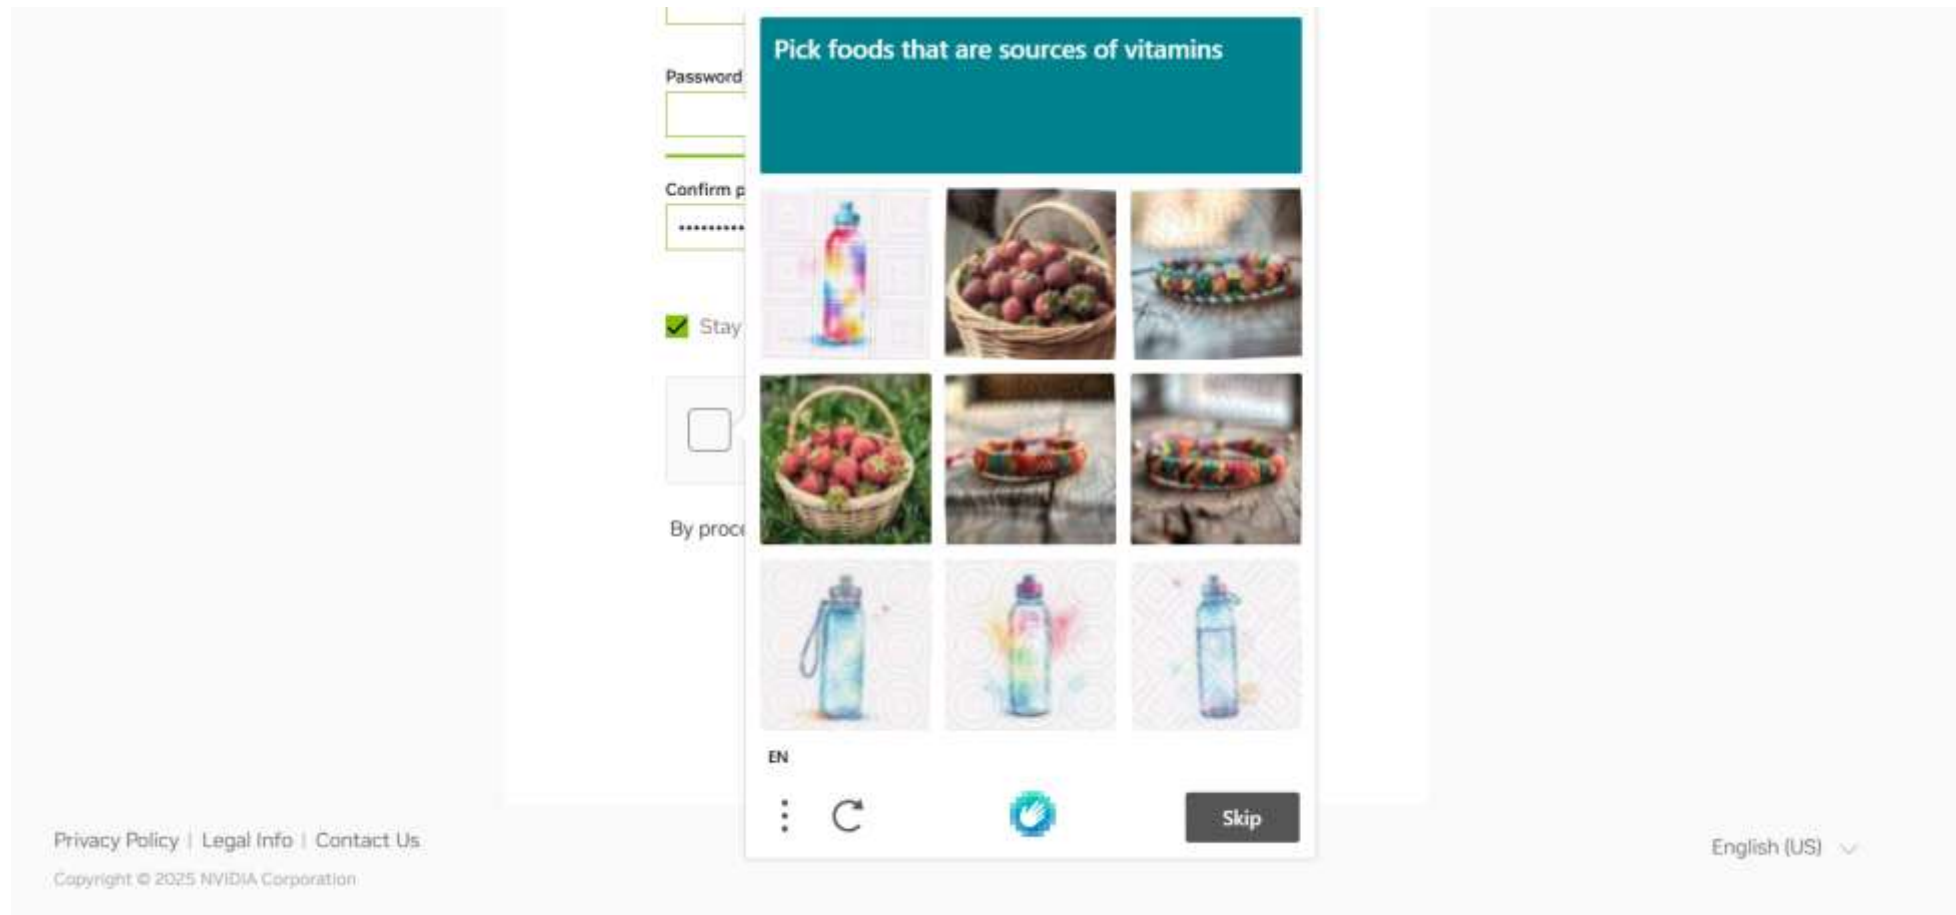 Pick foods that are sources of vitamins
Password
Confirm p
Stay
By proce
EN
Skip
Privacy Policy | Legal Info | Contact Us
English (US)
Copyright © 2025 NVIDIA Corporation